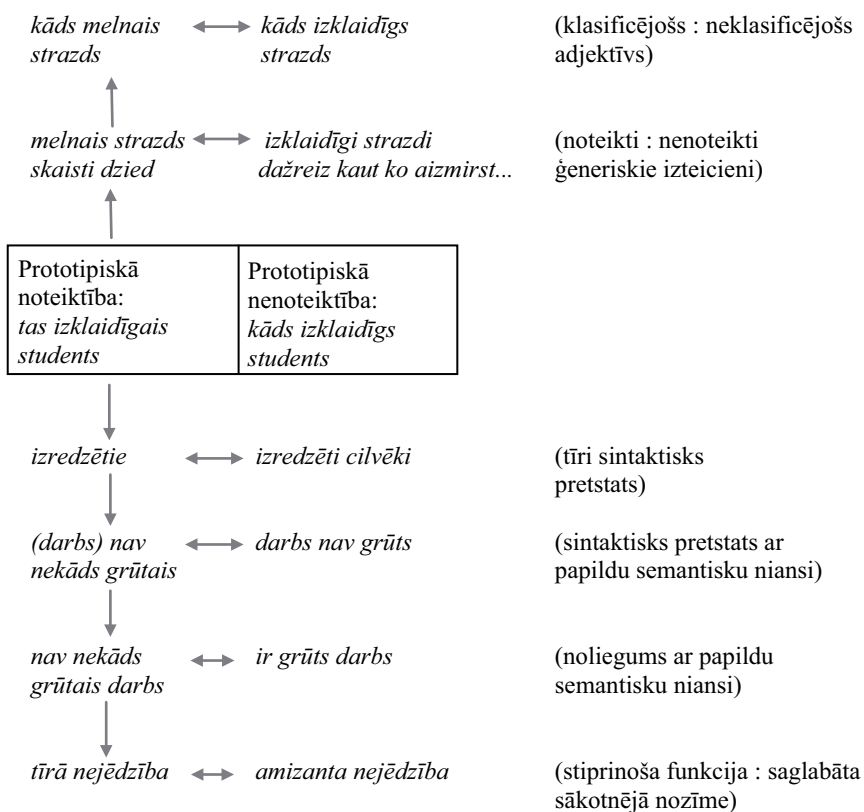 kāds melnais kāds izklaidīgs (klasificējošs : neklasificējošs
strazds strazds adjektīvs)
melnais strazds izklaidīgi strazdi (noteikti : nenoteikti
skaisti dzied dažreiz kaut ko aizmirst... ģeneriskie izteicieni)
Prototipiskā
noteiktība:
tas izklaidīgais
students
Prototipiskā
nenoteiktība:
kāds izklaidīgs
students
izredzētie izredzēti cilvēki (tīri sintaktisks
pretstats)
(darbs) nav darbs nav grūts (sintaktisks pretstats ar
nekāds grūtais papildu semantisku niansi)
nav nekāds ir grūts darbs (noliegums ar papildu
grūtais darbs semantisku niansi)
tīrā nejēdzība amizanta nejēdzība (stiprinoša funkcija : saglabāta
sākotnējā nozīme)